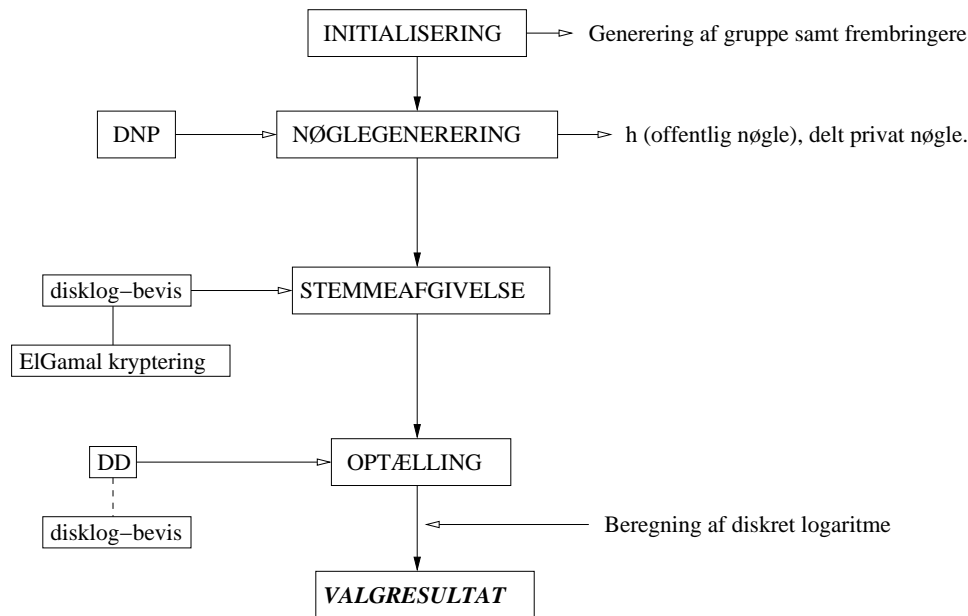 INITIALISERING
Generering af gruppe samt frembringere
DNP
NØGLEGENERERING
h (offentlig nøgle), delt privat nøgle.
disklog−bevis
STEMMEAFGIVELSE
ElGamal kryptering
DD
OPTÆLLING
disklog−bevis
Beregning af diskret logaritme
VALGRESULTAT